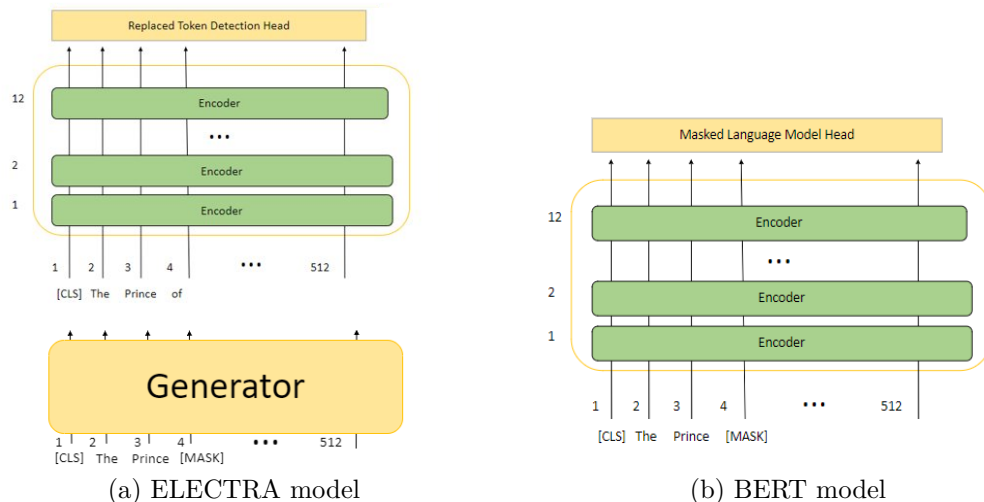 Replaced Token Detection Head
12
Encoder
•••
2
Encoder
1
Encoder
1 2 3 4 ••• 512
[CLS] The Prince of
Generator
1 2 3 4 ••• 512
[CLS] The Prince [MASK]
(a) ELECTRA model
Masked Language Model Head
12
Encoder
•••
2
Encoder
1
Encoder
1 2 3 4 ••• 512
[CLS] The Prince [MASK]
(b) BERT model